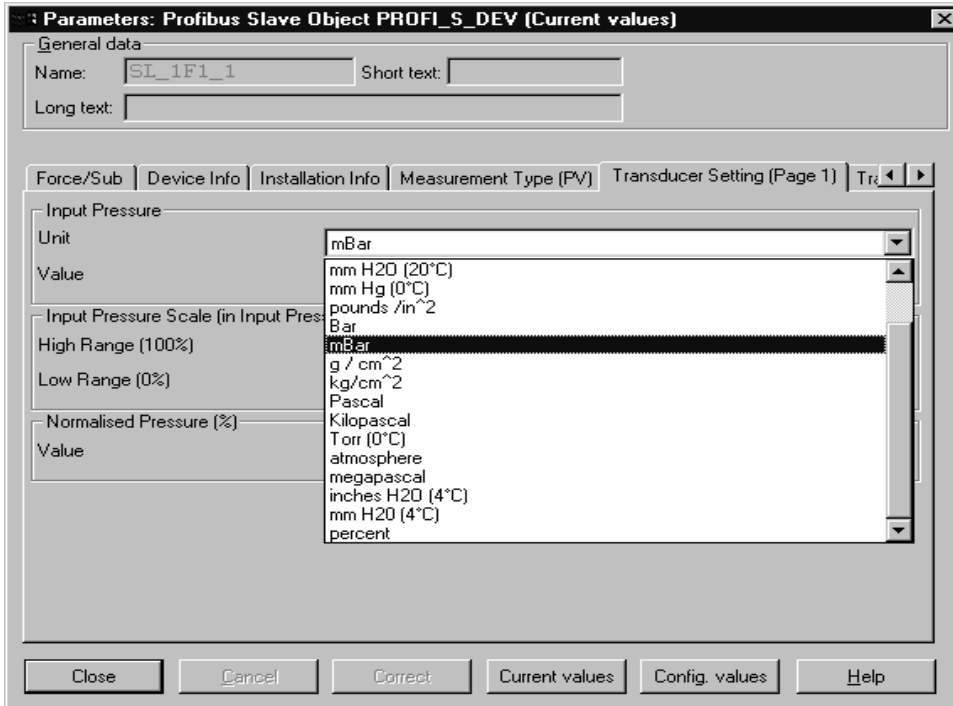 Parameters: Profibus Slave Object PROFI_S_DEV (Current values)
General data
Name: SL_1F1_1 Short text:
Long text:
Force/Sub Device Info Installation Info Measurement Type (PV) Transducer Setting (Page 1)
Input Pressure
Unit mBar
Value
mm H2O (20°C)
mm Hg (0°C)
pounds /in^2
Input Pressure Scale (in Input Pres
Bar
High Range (100%)
mBar
g / cm^2
Low Range (0%)
kg/cm^2
Pascal
Normalised Pressure (%)
Kilopascal
Torr (0°C)
Value
atmosphere
megapascal
inches H2O (4°C)
mm H20 (4°C)
percent
Close Cancel Correct Current values Config. values Help